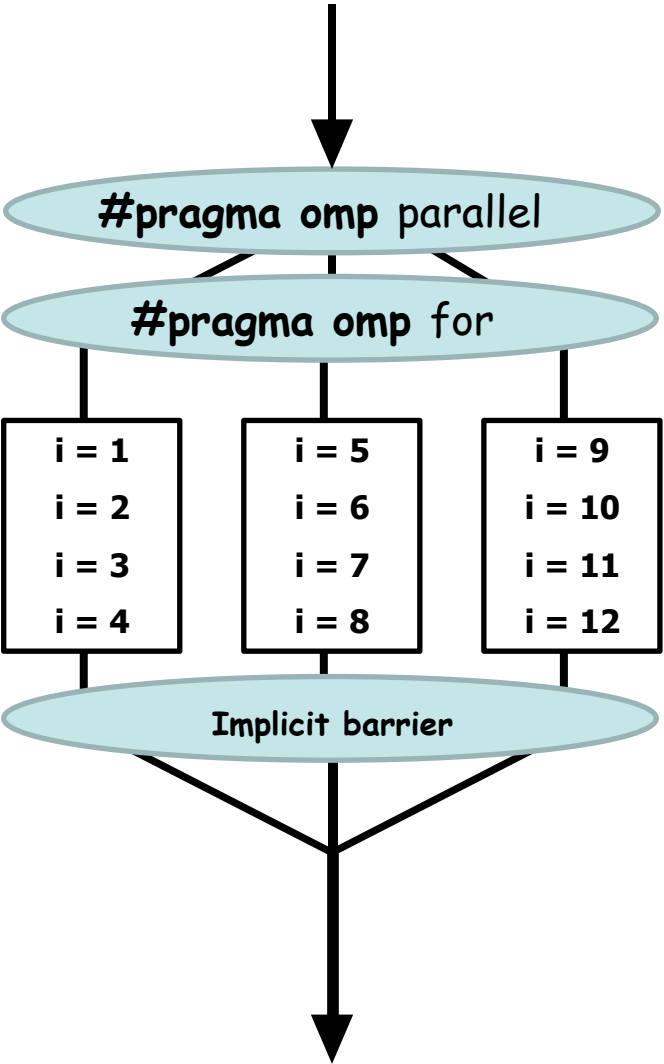 #pragma omp parallel
#pragma omp for
i = 1
i = 2
i = 3
i = 4
i = 5
i = 6
i = 7
i = 8
i = 9
i = 10
i = 11
i = 12
Implicit barrier